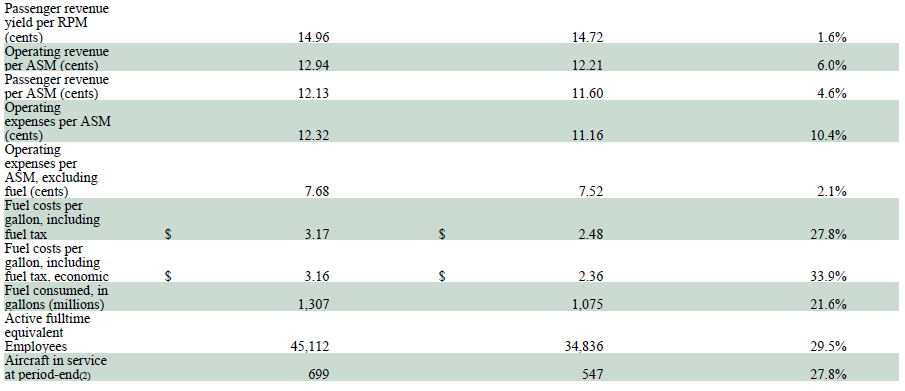 Passenger revenue
yield per RPM
(cents) 14.96 14.72 1.6%
Operating revenue
per ASM (cents) 12.94 12.21 6.0%
Passenger revenue
per ASM (cents) 12.13 11.60 4.6%
Operating
expenses per ASM
(cents) 12.32 11.16 10.4%
Operating
expenses per
ASM, excluding
fuel (cents) 7.68 7.52 2.1%
Fuel costs per
gallon, including
fuel tax $ 3.17 $ 2.48 27.8%
Fuel costs per
gallon, including
fuel tax, economic $ 3.16 $ 2.36 33.9%
Fuel consumed, in
gallons (millions) 1,307 1,075 21.6%
Active fulltime
equivalent
Employees 45,112 34,836 29.5%
Aircraft in service
at period-end(2) 699 547 27.8%